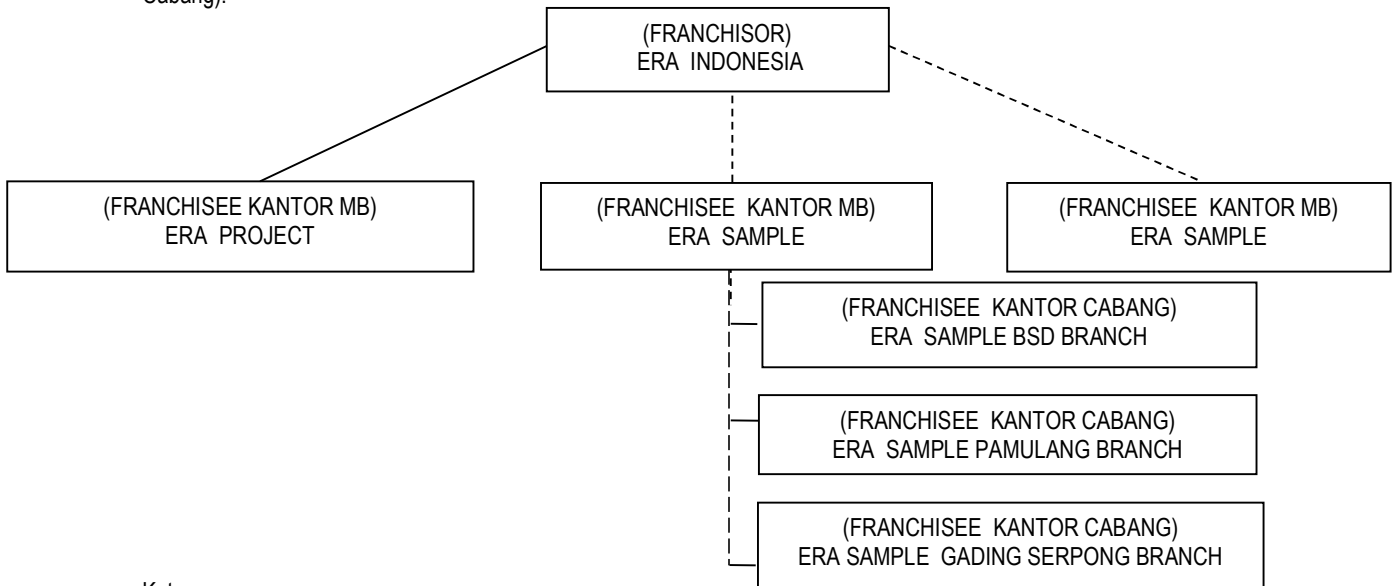 (FRANCHISOR)
ERA INDONESIA
(FRANCHISEE KANTOR MB)
ERA PROJECT
(FRANCHISEE KANTOR MB)
ERA SAMPLE
(FRANCHISEE KANTOR MB)
ERA SAMPLE
(FRANCHISEE KANTOR CABANG)
ERA SAMPLE BSD BRANCH
(FRANCHISEE KANTOR CABANG)
ERA SAMPLE PAMULANG BRANCH
(FRANCHISEE KANTOR CABANG)
ERA SAMPLE GADING SERPONG BRANCH